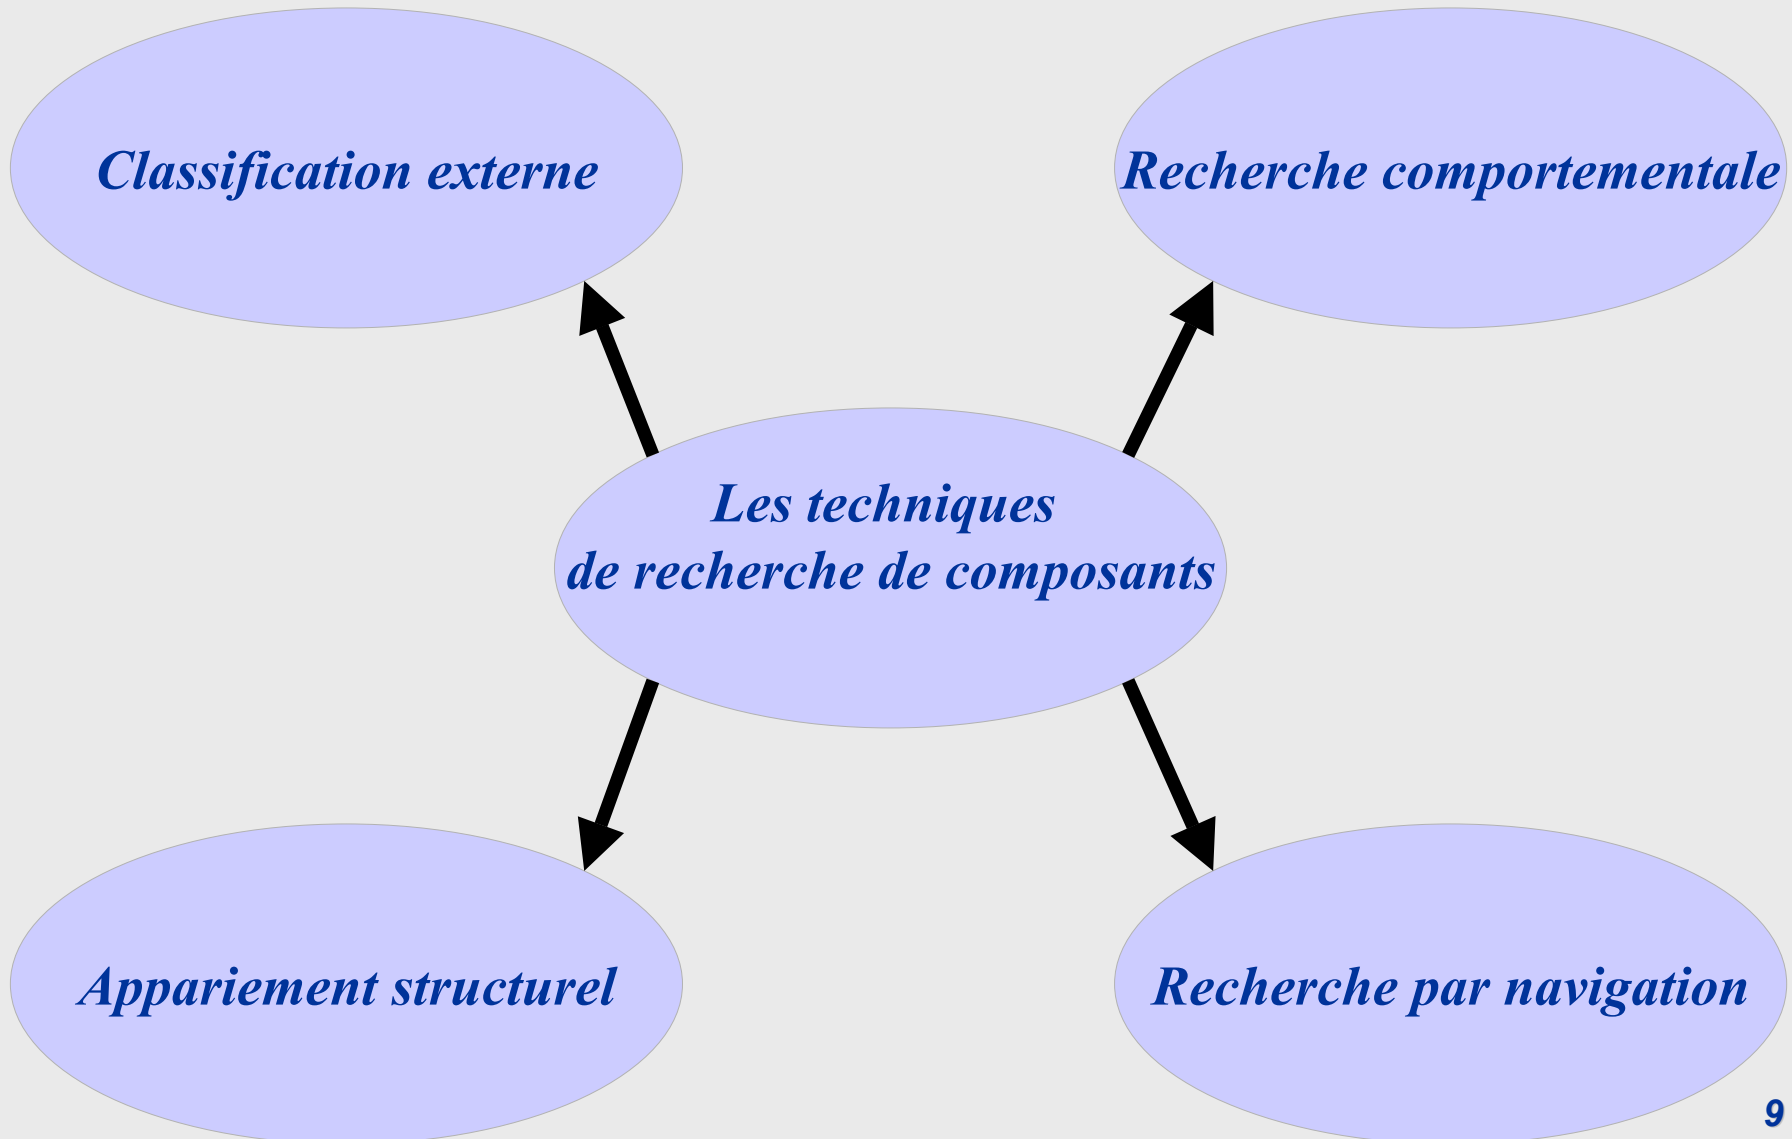 Classification externe
Recherche comportementale
Les techniques
de recherche de composants
Appariement structurel
Recherche par navigation
9